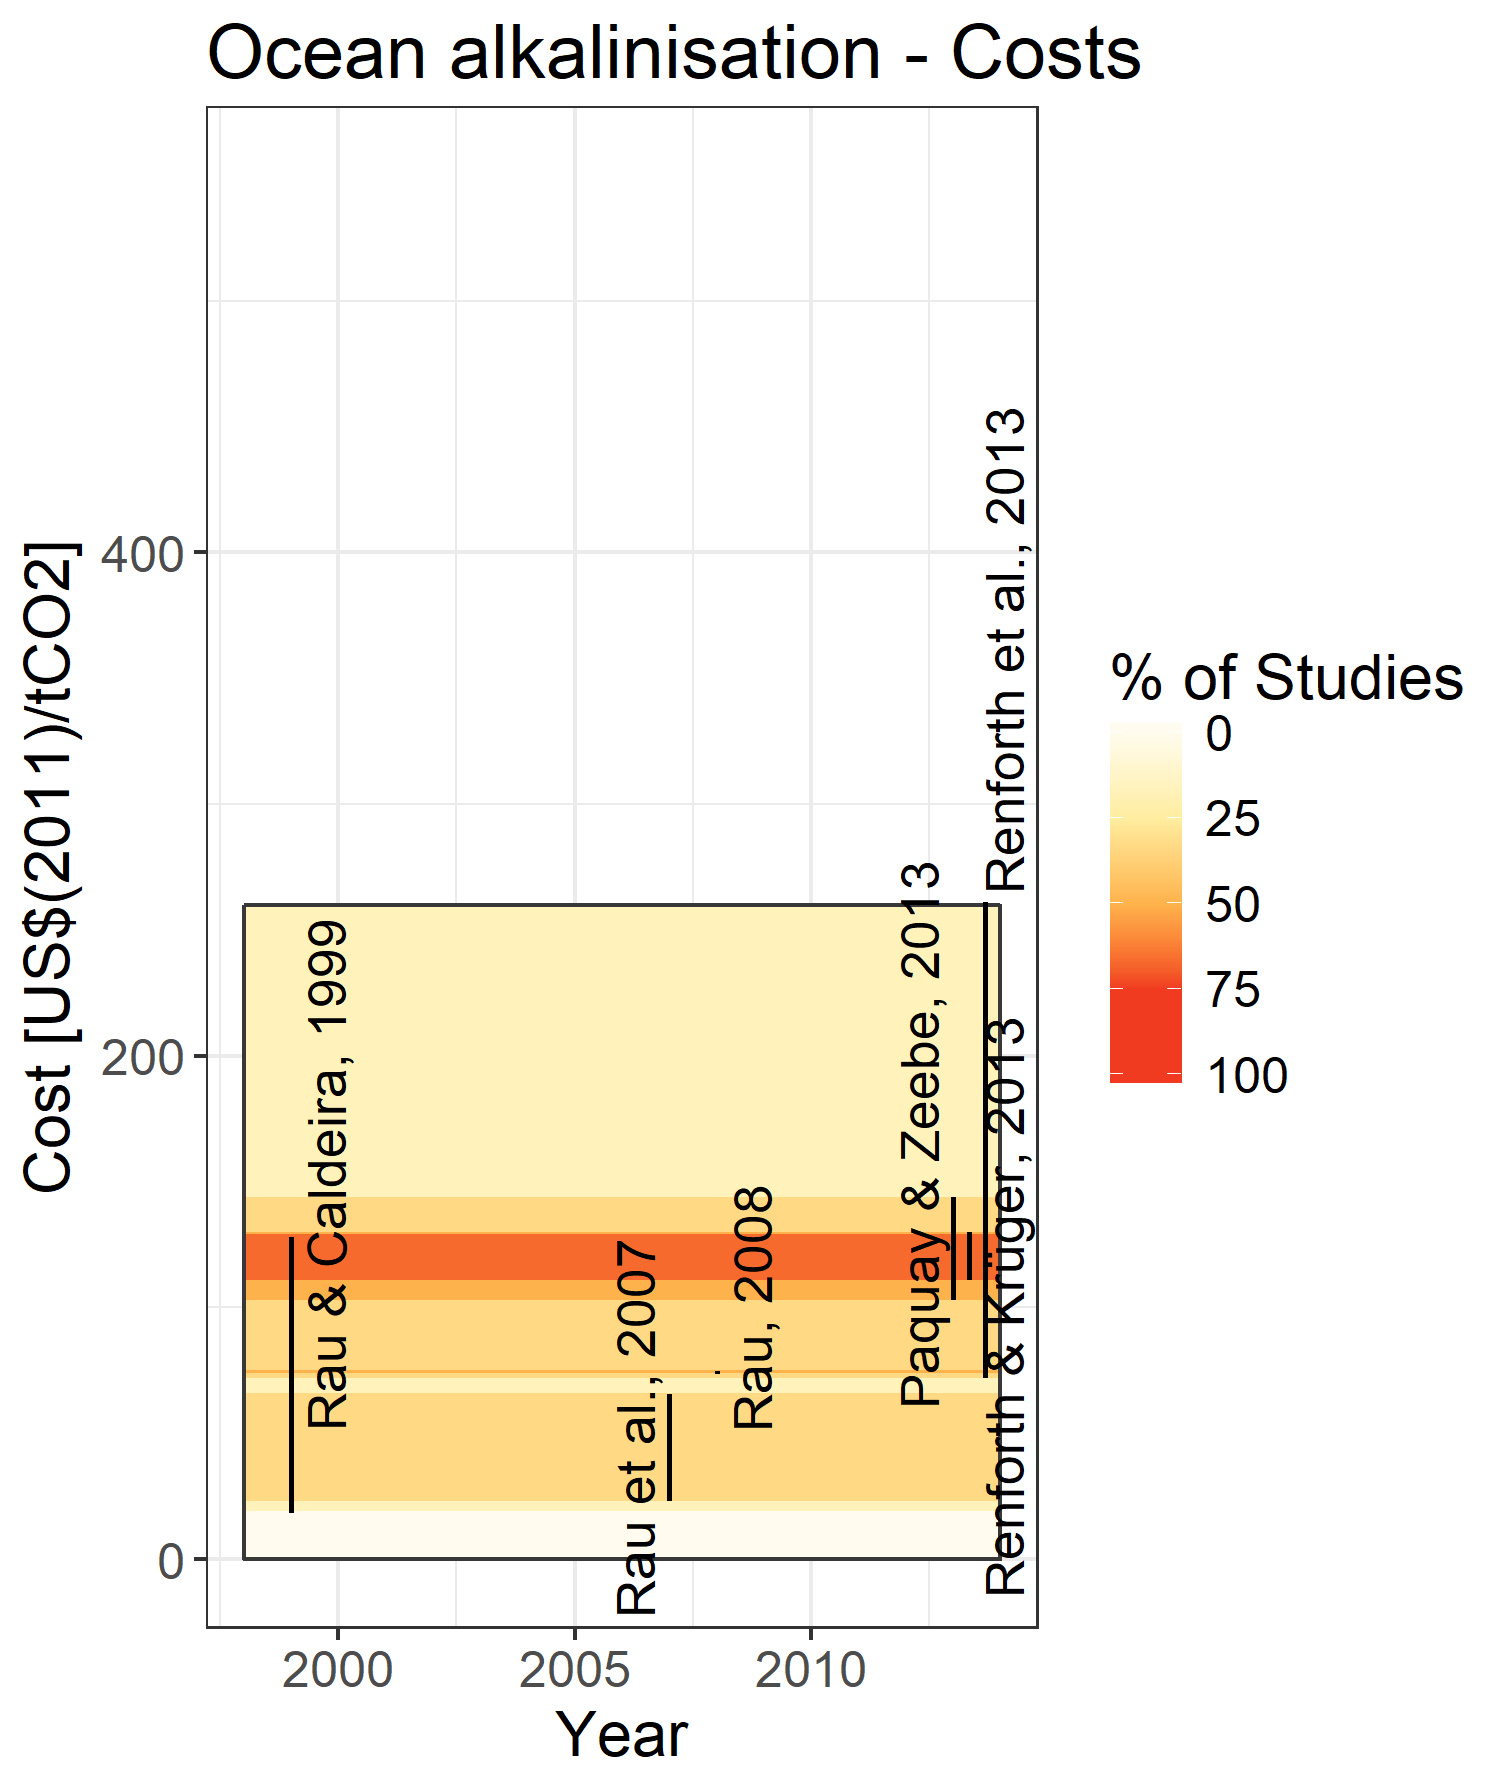 Ocean alkalinisation - Costs
Cost [US$(2011)/tCO2]
400
200
0
Rau & Caldeira, 1999
Rau et al., 2007
Rau, 2008
Paquay & Zeebe, 2013
Renforth et al., 2013
Renforth & Krüger, 2013
2000
2005
2010
Year
% of Studies
0
25
50
75
100